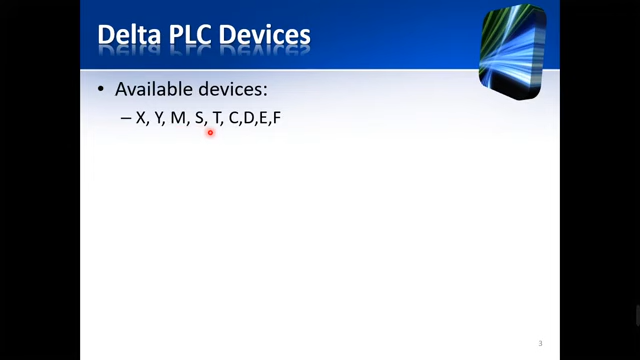 Delta PLC Devices
• Available devices:
– X, Y, M, S, T, C,D,E,F
3